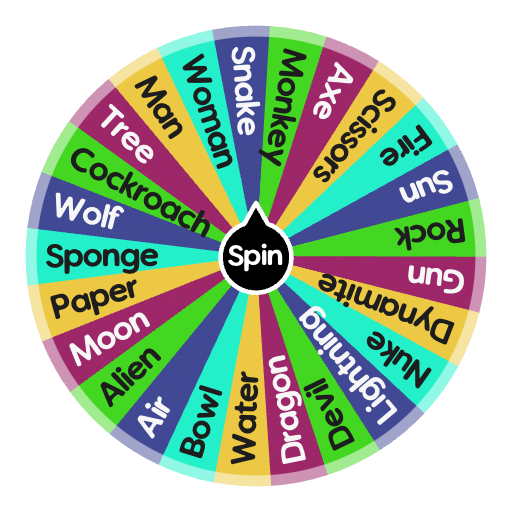 Snake
Monkey
Axe
Scissors
Fire
Sun
Rock
Gun
Dynamite
Nuke
Lightning
Devil
Dragon
Water
Bowl
Air
Alien
Moon
Paper
Sponge
Wolf
Cockroach
Tree
Man
Woman
Spin